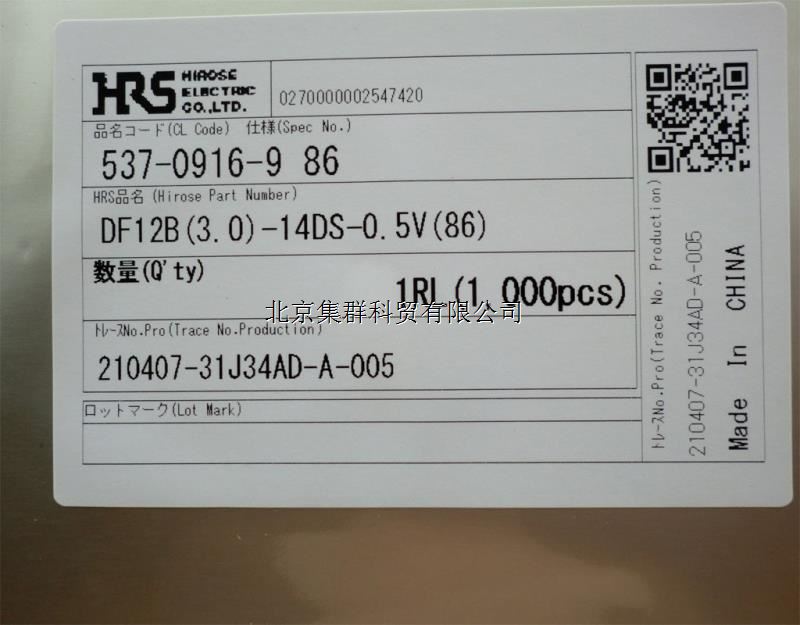 HRS HIROSE
ELECTRIC
CO.,LTD.
0270000002547420
品名コード(CL Code) 仕様(Spec No.)
537-0916-9 86
HRS品名 (Hirose Part Number)
DF12B(3.0)-14DS-0.5V(86)
数量(Q'ty)
1RL(1,000pcs)
北京集群科贸有限公司
トレースNo.Pro(Trace No.Production)
210407-31J34AD-A-005
ロットマーク(Lot Mark)
トレースNo.Pro(Trace No. Production)
210407-31J34AD-A-005
Made In CHINA